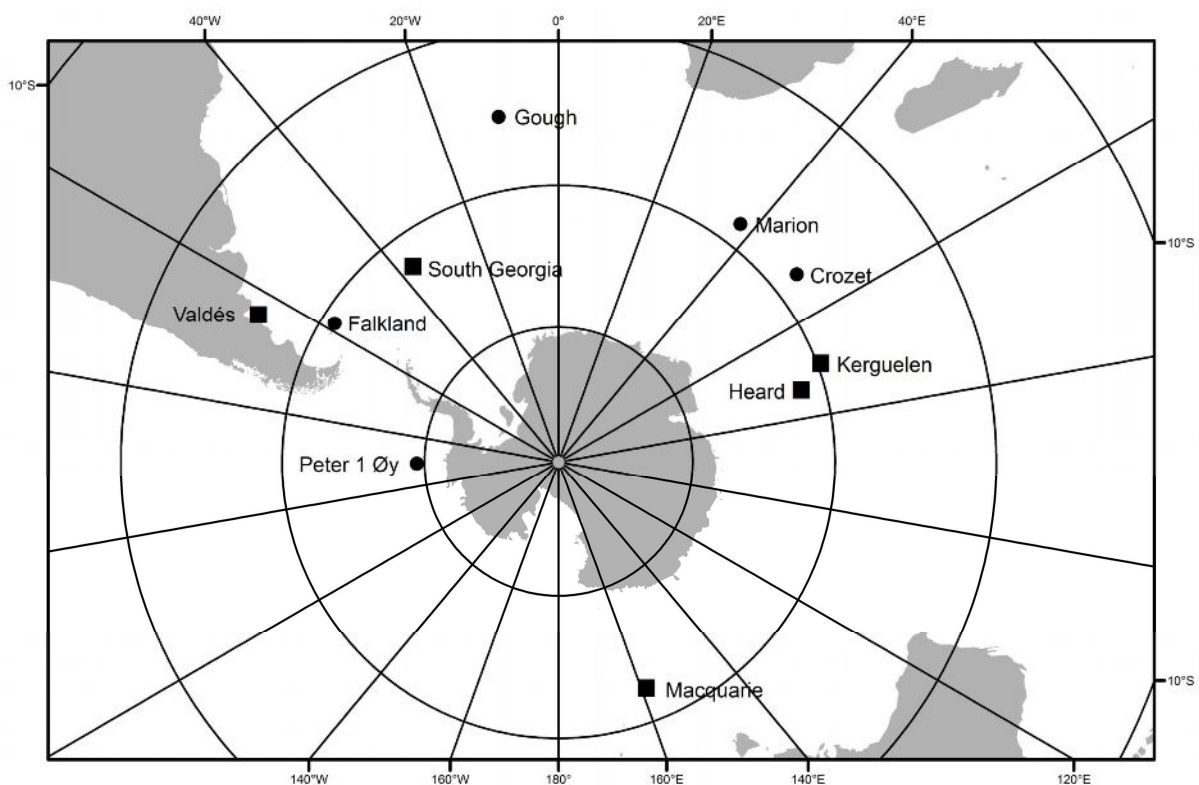 40°W 20°W 0° 20°E 40°E
10°S
Gough
Marion
10°S
South Georgia
Crozet
Valdés
Falkland
Kerguelen
Heard
Peter 1 Øy
10°S
Macquarie
140°W 160°W 180° 160°E 140°E 120°E